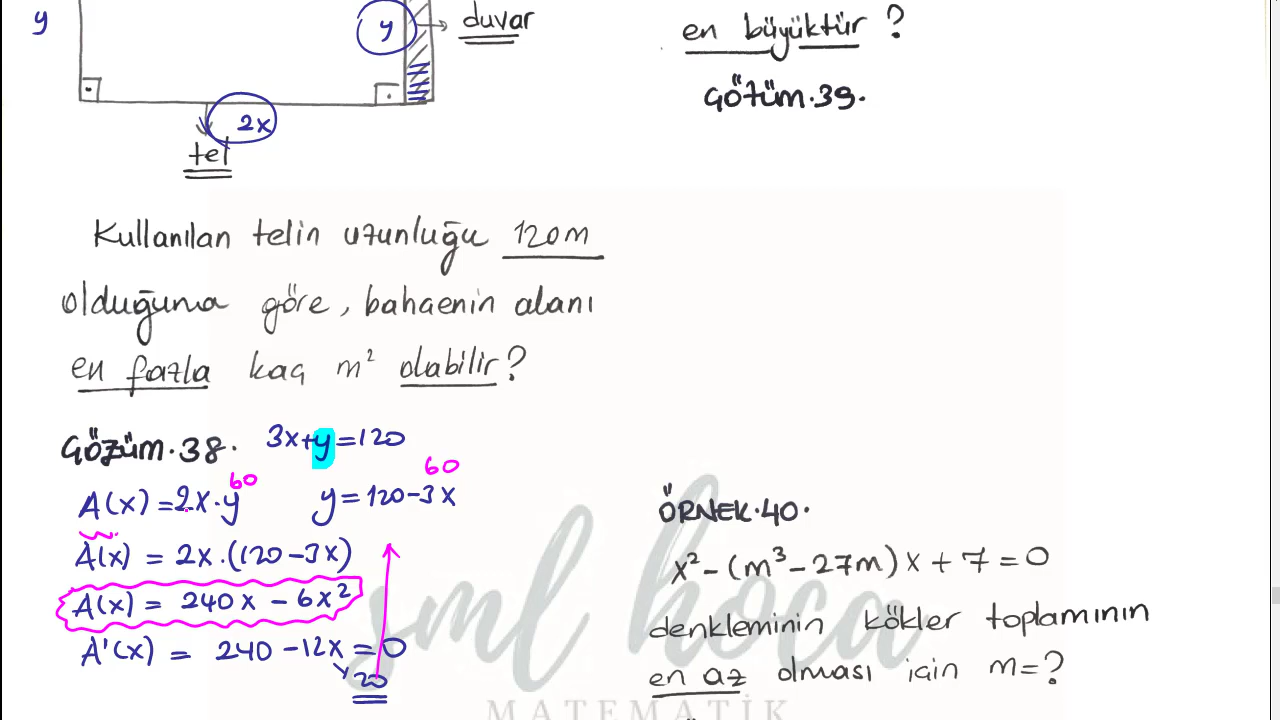 y
y
duvar
2x
tel
Kullanılan telin uzunluğu 120m
olduğuna göre, bahçenin alanı
en fazla kaç m² olabilir?
ÇÖZÜM.38. 3x+y=120
A(x) = 2x.y 60
y = 120-3x 60
A(x) = 2x.(120-3x)
A(x) = 240x - 6x²
A'(x) = 240 - 12x = 0
20
en büyüktür?
ÇÖZÜM.39.
ÖRNEK.40.
x² - (m³ - 27m)x + 7 = 0
denkleminin kökler toplamının
en az olması için m=?
sml hoca
MATEMATİK